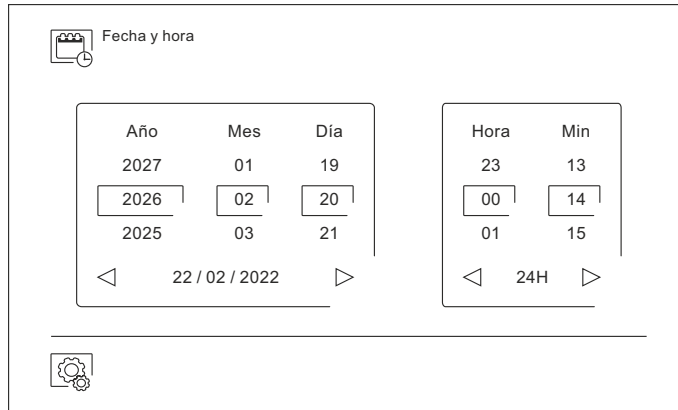 Fecha y hora
Año Mes Día Hora Min
2027 01 19 23 13
2026 02 20 00 14
2025 03 21 01 15
22 / 02 / 2022 24H